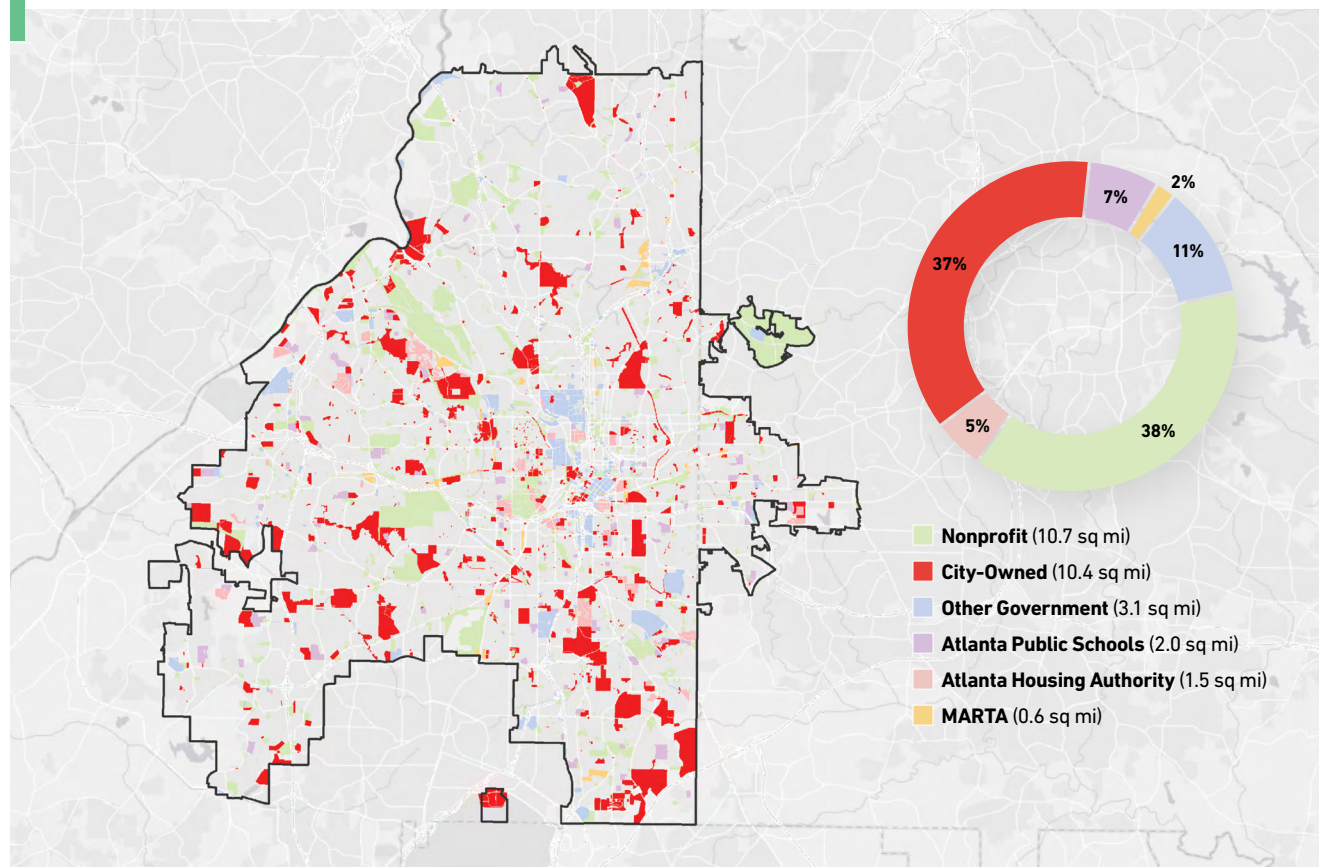 2%
7%
11%
37%
5%
38%
Nonprofit (10.7 sq mi)
City-Owned (10.4 sq mi)
Other Government (3.1 sq mi)
Atlanta Public Schools (2.0 sq mi)
Atlanta Housing Authority (1.5 sq mi)
MARTA (0.6 sq mi)